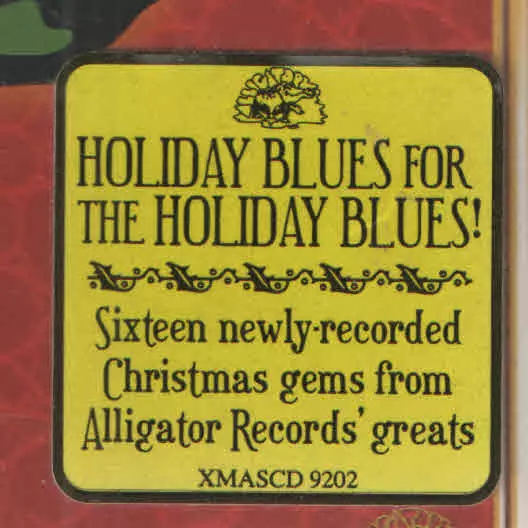 HOLIDAY BLUES FOR
THE HOLIDAY BLUES!
Sixteen newly-recorded
Christmas gems from
Alligator Records' greats
XMASCD 9202